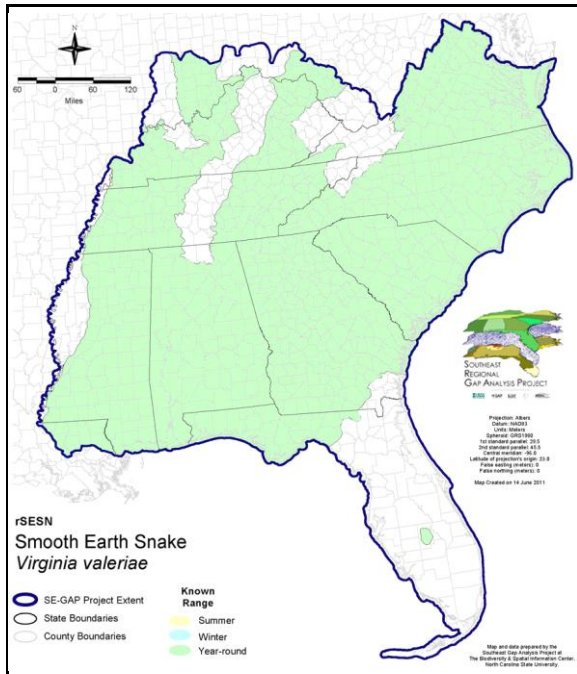 N
60 0 60 120
Miles
SOUTHEAST
REGIONAL
GAP ANALYSIS PROJECT
Projection: Albers
Datum: NAD83
Units: Meters
Spheroid: GRS1980
1st standard parallel: 29.5
2nd standard parallel: 45.5
Central meridian: -96.0
Latitude of projection's origin: 23.0
False easting (meters): 0
False northing (meters): 0
Map Created on 14 June 2011
rSESN
Smooth Earth Snake
Virginia valeriae
SE-GAP Project Extent
State Boundaries
County Boundaries
Known
Range
Summer
Winter
Year-round
Map and data prepared by the
Southeast Gap Analysis Project at
The Biodiversity & Spatial Information Center,
North Carolina State University.